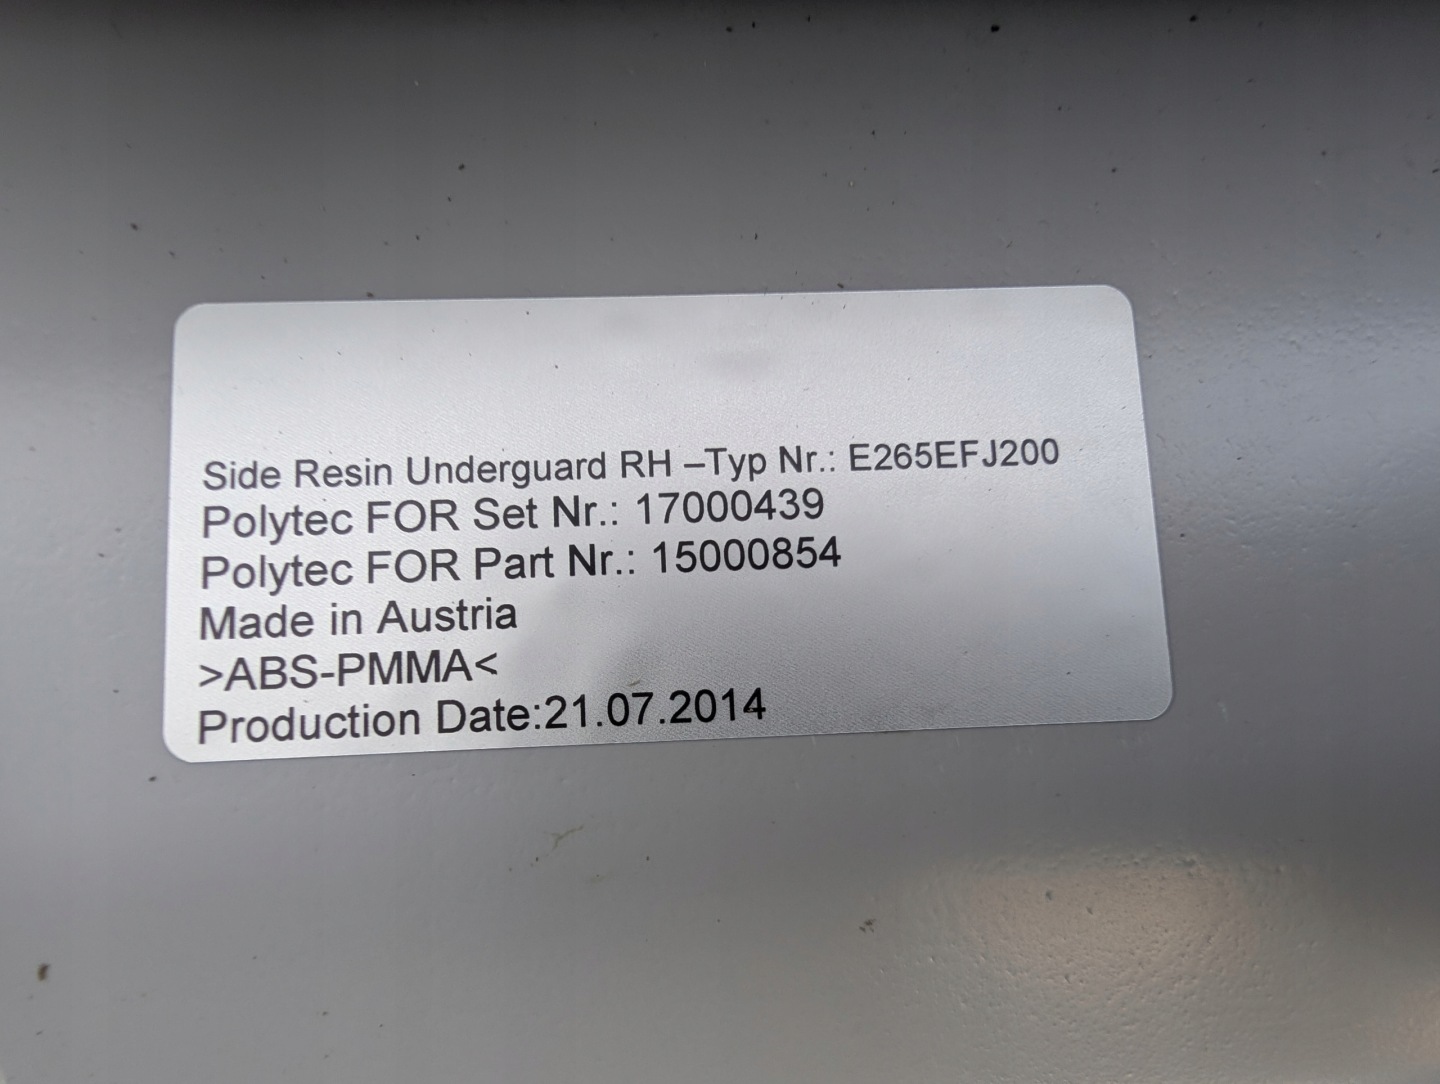 Side Resin Underguard RH –Typ Nr.: E265EFJ200
Polytec FOR Set Nr.: 17000439
Polytec FOR Part Nr.: 15000854
Made in Austria
>ABS-PMMA<
Production Date:21.07.2014